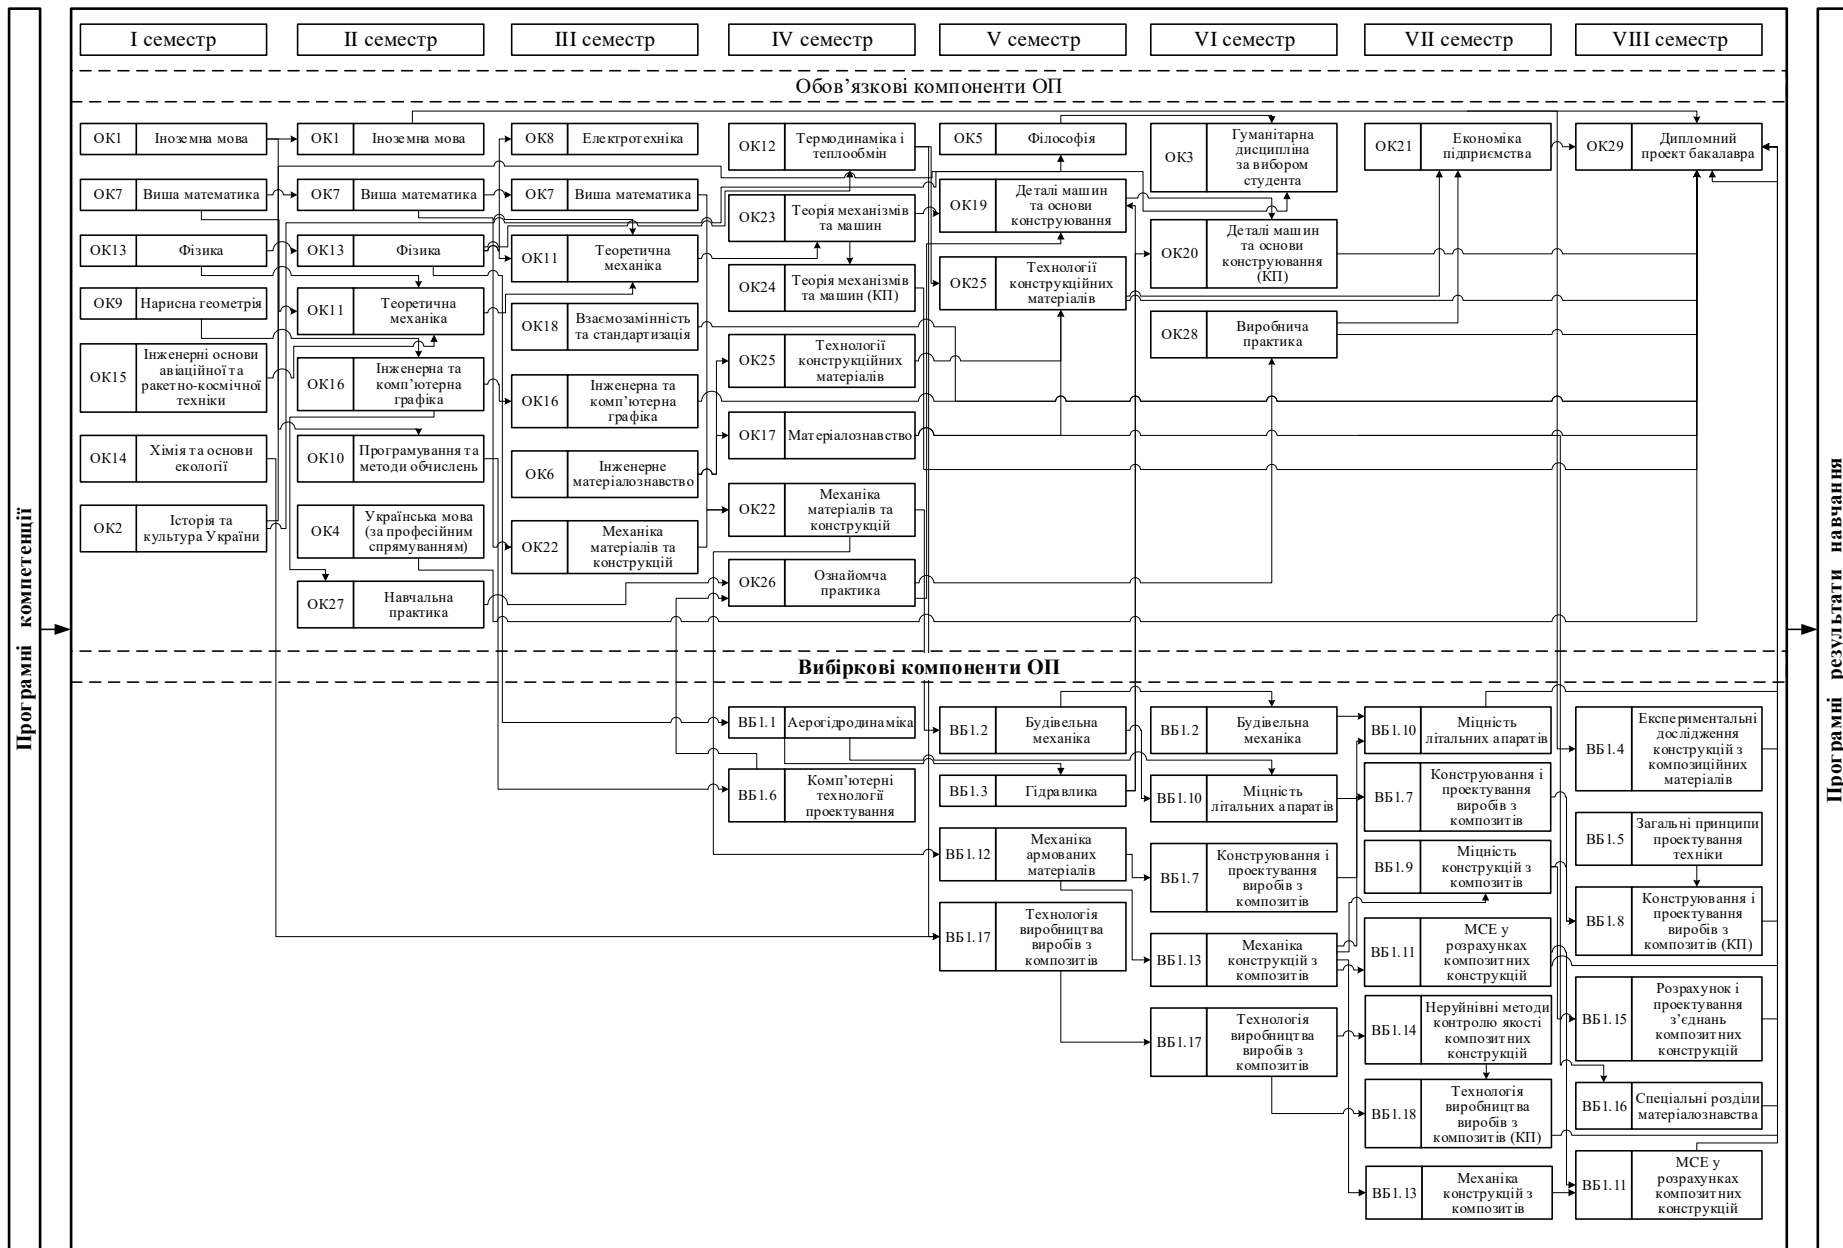 I семестр
II семестр
III семестр
IV семестр
V семестр
VI семестр
VII семестр
VIII семестр
Обов’язкові компоненти ОП
ОК1
Іноземна мова
ОК7
Виша математика
ОК13
Фізика
ОК9
Нарисна геометрія
ОК15
Інженерні основи
авіаційної та
ракетно-космічної
техніки
ОК14
Хімія та основи
екології
ОК2
Історія та
культура України
ОК1
Іноземна мова
ОК7
Виша математика
ОК13
Фізика
ОК11
Теоретична
механіка
ОК16
Інженерна та
комп’ютерна
графіка
ОК10
Програмування та
методи обчислень
ОК4
Українська мова
(за професійним
спрямуванням)
ОК27
Навчальна
практика
ОК8
Електротехніка
ОК7
Виша математика
ОК11
Теоретична
механіка
ОК18
Взаємозамінність
та стандартизація
ОК16
Інженерна та
комп’ютерна
графіка
ОК6
Інженерне
матеріалознавство
ОК22
Механіка
матеріалів та
конструкцій
ОК12
Термодинаміка і
теплообмін
ОК23
Теорія механізмів
та машин
ОК24
Теорія механізмів
та машин (КП)
ОК25
Технології
конструкційних
матеріалів
ОК17
Матеріалознавство
ОК22
Механіка
матеріалів та
конструкцій
ОК26
Ознайомча
практика
ОК5
Філософія
ОК19
Деталі машин
та основи
конструювання
ОК25
Технології
конструкційних
матеріалів
ОК3
Гуманітарна
дисципліна
за вибором
студента
ОК20
Деталі машин
та основи
конструювання
(КП)
ОК28
Виробнича
практика
ОК21
Економіка
підприємства
ОК29
Дипломний
проект бакалавра
Вибіркові компоненти ОП
ВБ1.1
Аерогідродинаміка
ВБ1.6
Комп’ютерні
технології
проектування
ВБ1.2
Будівельна
механіка
ВБ1.3
Гідравлика
ВБ1.12
Механіка
армованих
матеріалів
ВБ1.17
Технологія
виробництва
виробів з
композитів
ВБ1.2
Будівельна
механіка
ВБ1.10
Міцність
літальних апаратів
ВБ1.7
Конструювання і
проектування
виробів з
композитів
ВБ1.13
Механіка
конструкцій з
композитів
ВБ1.17
Технологія
виробництва
виробів з
композитів
ВБ1.10
Міцність
літальних апаратів
ВБ1.7
Конструювання і
проектування
виробів з
композитів
ВБ1.9
Міцність
конструкцій з
композитів
ВБ1.11
МСЕ у
розрахунках
композитних
конструкцій
ВБ1.14
Неруйнівні методи
контролю якості
композитних
конструкцій
ВБ1.18
Технологія
виробництва
виробів з
композитів (КП)
ВБ1.13
Механіка
конструкцій з
композитів
ВБ1.4
Експериментальні
дослідження
конструкцій з
композиційних
матеріалів
ВБ1.5
Загальні принципи
проектування
техніки
ВБ1.8
Конструювання і
проектування
виробів з
композитів (КП)
ВБ1.15
Розрахунок і
проектування
з’єднань
композитних
конструкцій
ВБ1.16
Спеціальні розділи
матеріалознавства
ВБ1.11
МСЕ у
розрахунках
композитних
конструкцій
Програмні компетенції
Програмні результати навчання